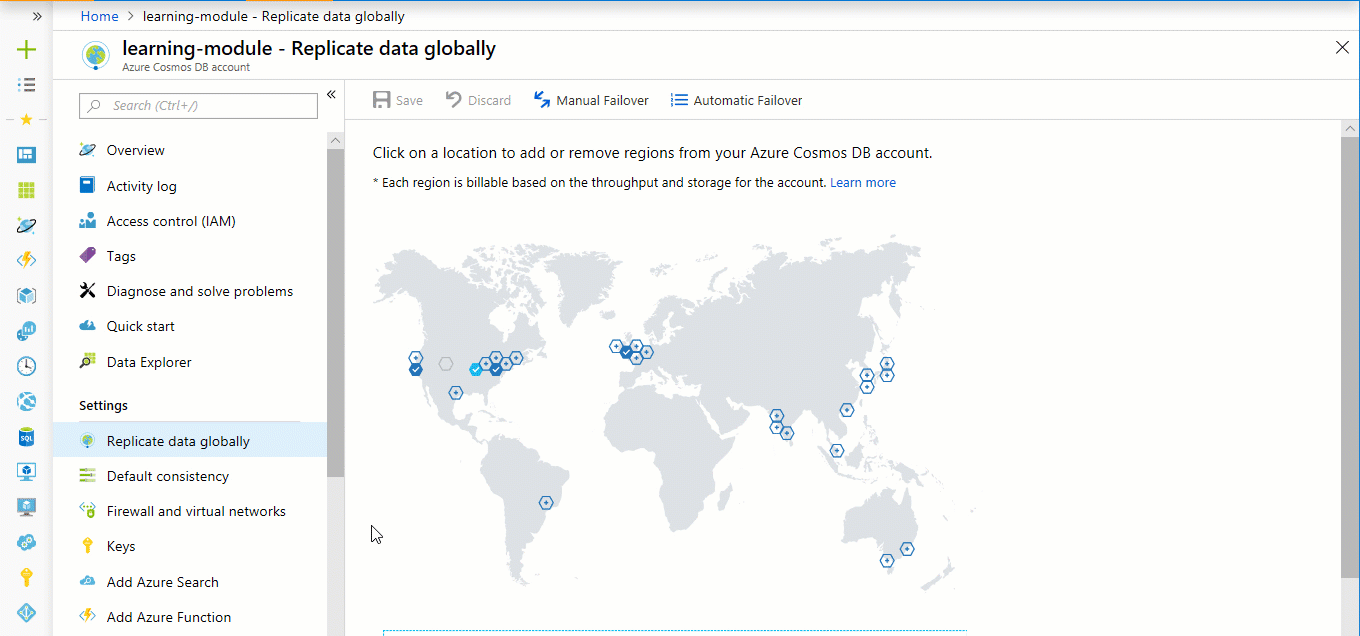 Home > learning-module - Replicate data globally
learning-module - Replicate data globally
Azure Cosmos DB account
Search (Ctrl+/)
Overview
Activity log
Access control (IAM)
Tags
Diagnose and solve problems
Quick start
Data Explorer
Settings
Replicate data globally
Default consistency
Firewall and virtual networks
Keys
Add Azure Search
Add Azure Function
SQL
Save Discard Manual Failover Automatic Failover
Click on a location to add or remove regions from your Azure Cosmos DB account.
* Each region is billable based on the throughput and storage for the account. Learn more